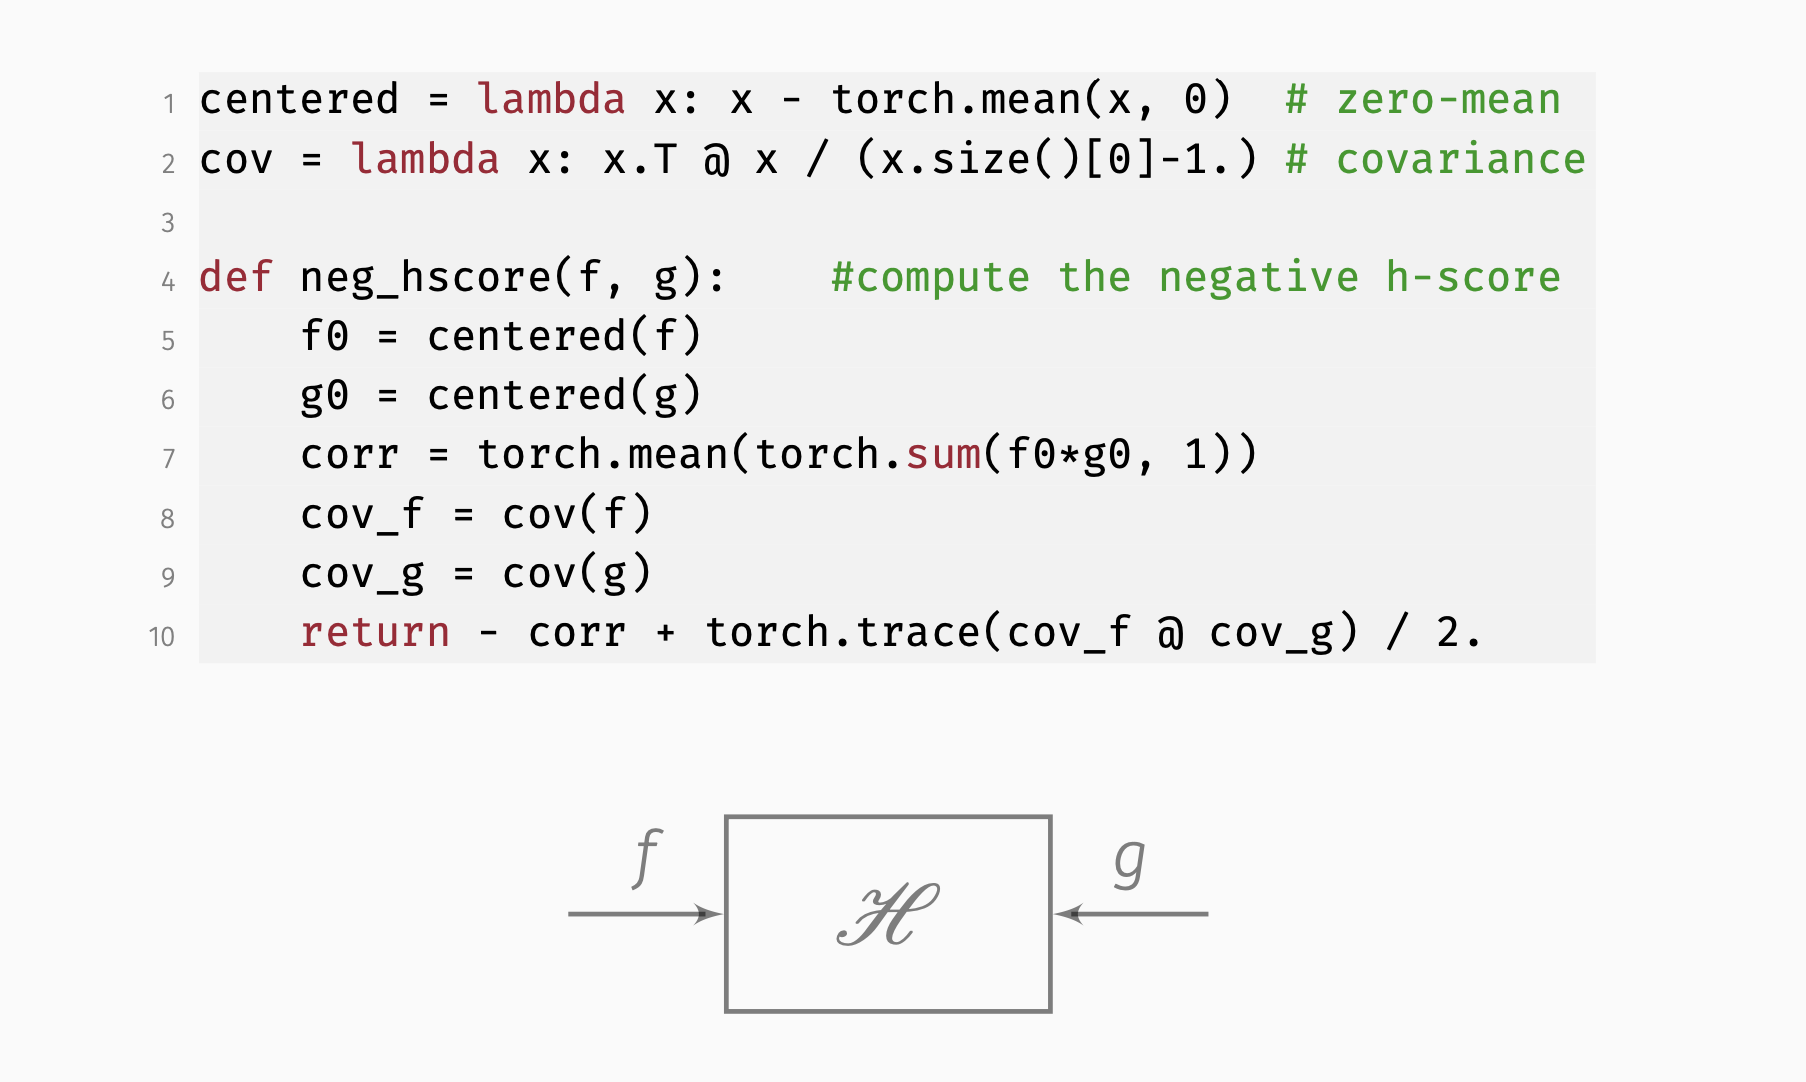 1 centered = lambda x: x - torch.mean(x, 0)  # zero-mean
2 cov = lambda x: x.T @ x / (x.size()[0]-1.) # covariance
3
4 def neg_hscore(f, g):    #compute the negative h-score
5     f0 = centered(f)
6     g0 = centered(g)
7     corr = torch.mean(torch.sum(f0*g0, 1))
8     cov_f = cov(f)
9     cov_g = cov(g)
10     return - corr + torch.trace(cov_f @ cov_g) / 2.
f ℋ g